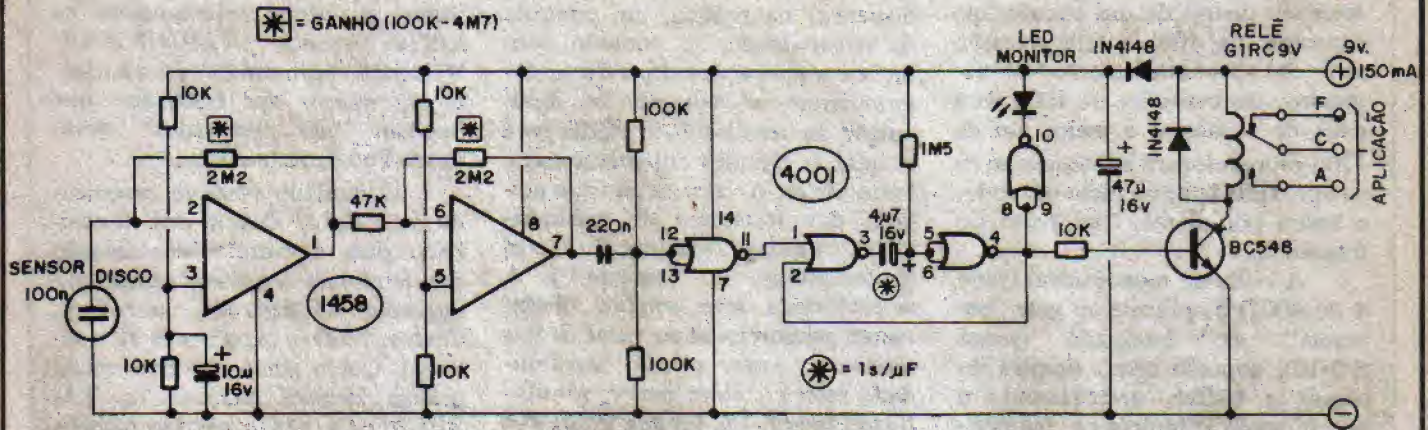 ✱ = GANHO (100K-4M7)
LED
MONITOR
1N4148
RELĒ
G1RC9V
9v.
+
150mA
10K
10K
100K
✱
2M2
✱
2M2
1M5
10
1N4148
F
C
A
APLICAÇÃO
4001
8
9
47µ
16v
+
2
3
1
4
47K
6
5
8
7
220n
12
13
14
11
7
1
2
3
4µ7
16v
+
✱
5
6
4
10K
BC548
SENSOR
100n
DISCO
1458
10K
+
10µ
16v
10K
100K
✱ = 1s/µF
−